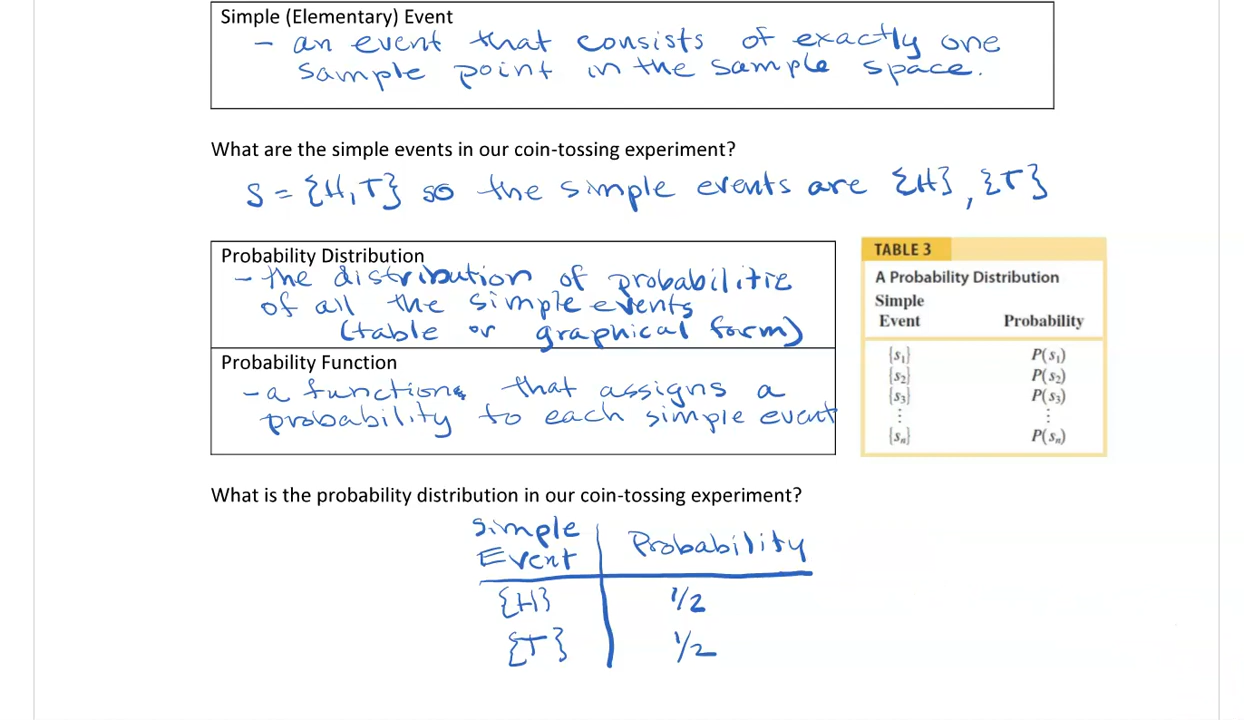 Simple (Elementary) Event
- an event that consists of exactly one
sample point in the sample space.
What are the simple events in our coin-tossing experiment?
S = {H, T} so the simple events are {H}, {T}
Probability Distribution
- the distribution of probabilitie
of all the simple events
(table or graphical form)
Probability Function
- a function that assigns a
probability to each simple event
TABLE 3
A Probability Distribution
Simple
Event Probability
{s₁} P(s₁)
{s₂} P(s₂)
{s₃} P(s₃)
⋮ ⋮
{sₙ} P(sₙ)
What is the probability distribution in our coin-tossing experiment?
Simple
Event Probability
{H} 1/2
{T} 1/2